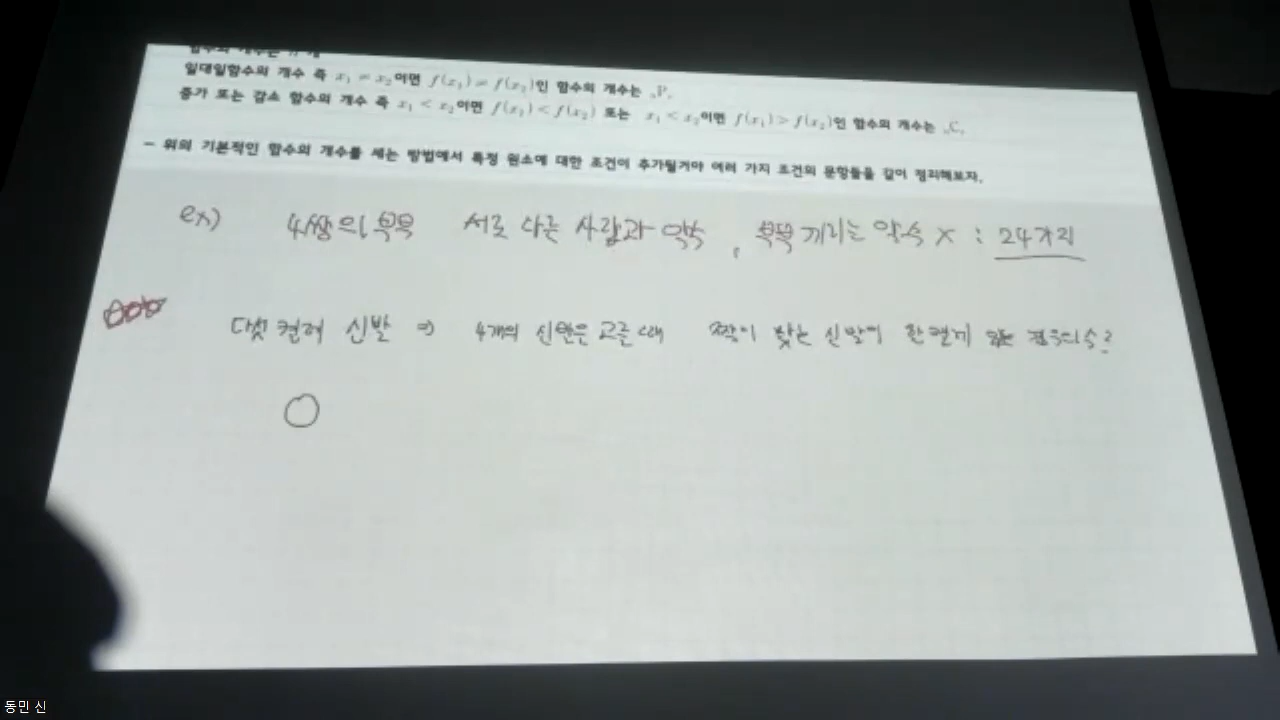 함수의 개수는
일대일함수의 개수 즉 x₁ = x₂이면 f(x₁) = f(x₂)인 함수의 개수는 ₙPᵣ
증가 또는 감소 함수의 개수 즉 x₁ < x₂이면 f(x₁) < f(x₂) 또는 x₁ < x₂이면 f(x₁) > f(x₂)인 함수의 개수는 ₙCᵣ
- 위의 기본적인 함수의 개수를 세는 방법에서 특정 원소에 대한 조건이 추가될거야 여러 가지 조건의 문항들을 같이 정리해보자.
ex) 4쌍의 부부 서로 다른 사람과 악수, 부부끼리는 악수 X : 24가지
다섯 켤레 신발 ⇒ 4개의 신발을 고를 때 짝이 맞는 신발이 한켤레 경우의수?
동민 신